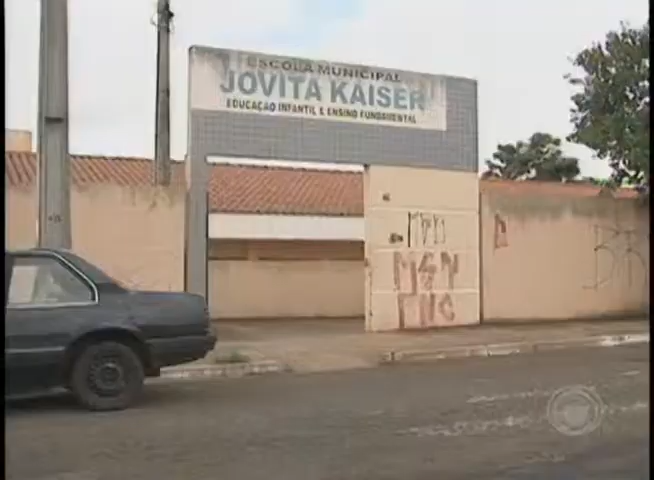 ESCOLA MUNICIPAL
JOVITA KAISER
EDUCAÇÃO INFANTIL E ENSINO FUNDAMENTAL